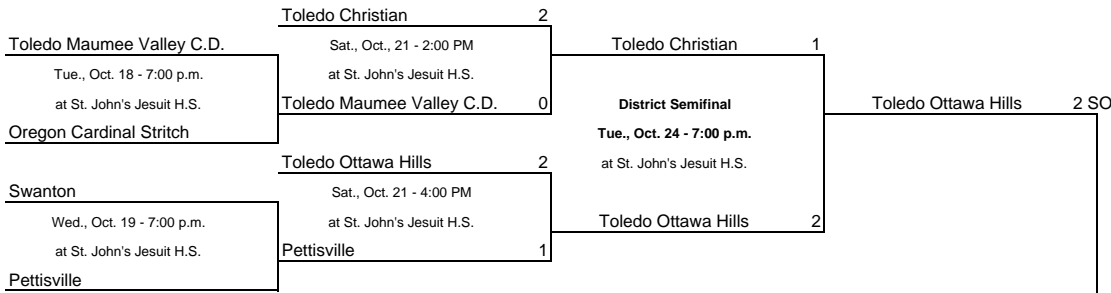 Toledo Christian 2
Toledo Maumee Valley C.D.
Sat., Oct., 21 - 2:00 PM
Toledo Christian 1
Tue., Oct. 18 - 7:00 p.m.
at St. John's Jesuit H.S.
at St. John's Jesuit H.S.
Toledo Maumee Valley C.D. 0
District Semifinal
Toledo Ottawa Hills 2 SO
Oregon Cardinal Stritch
Tue., Oct. 24 - 7:00 p.m.
Toledo Ottawa Hills 2
at St. John's Jesuit H.S.
Swanton
Sat., Oct. 21 - 4:00 PM
Wed., Oct. 19 - 7:00 p.m.
at St. John's Jesuit H.S.
Toledo Ottawa Hills 2
at St. John's Jesuit H.S.
Pettisville 1
Pettisville